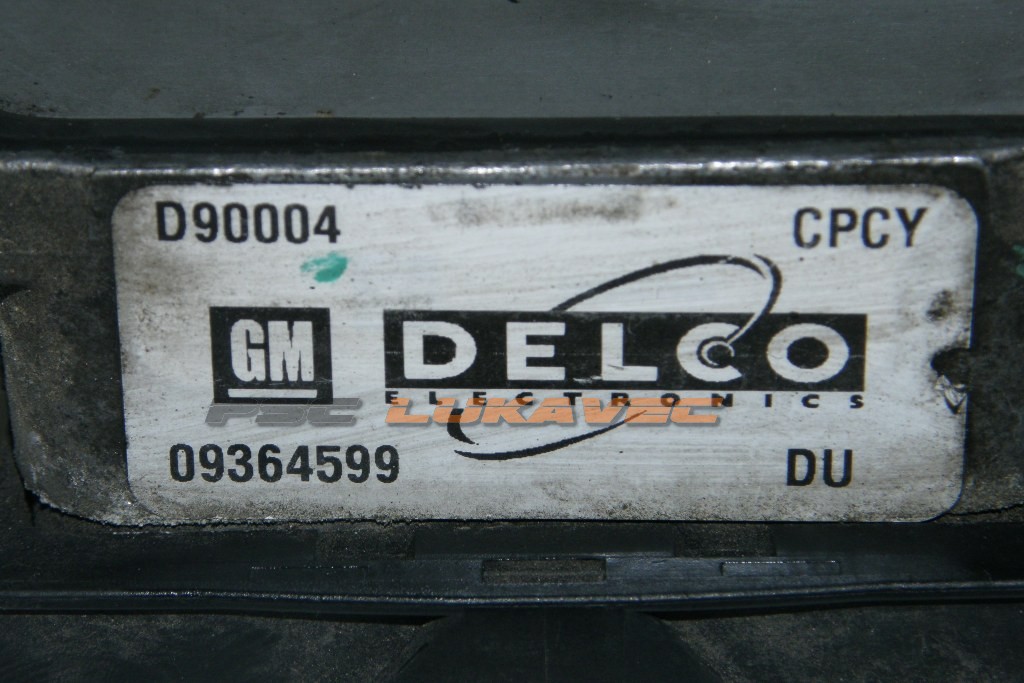 D90004 CPCY
GM DELCO
ELECTRONICS
PSC LUKAVEC
09364599 DU